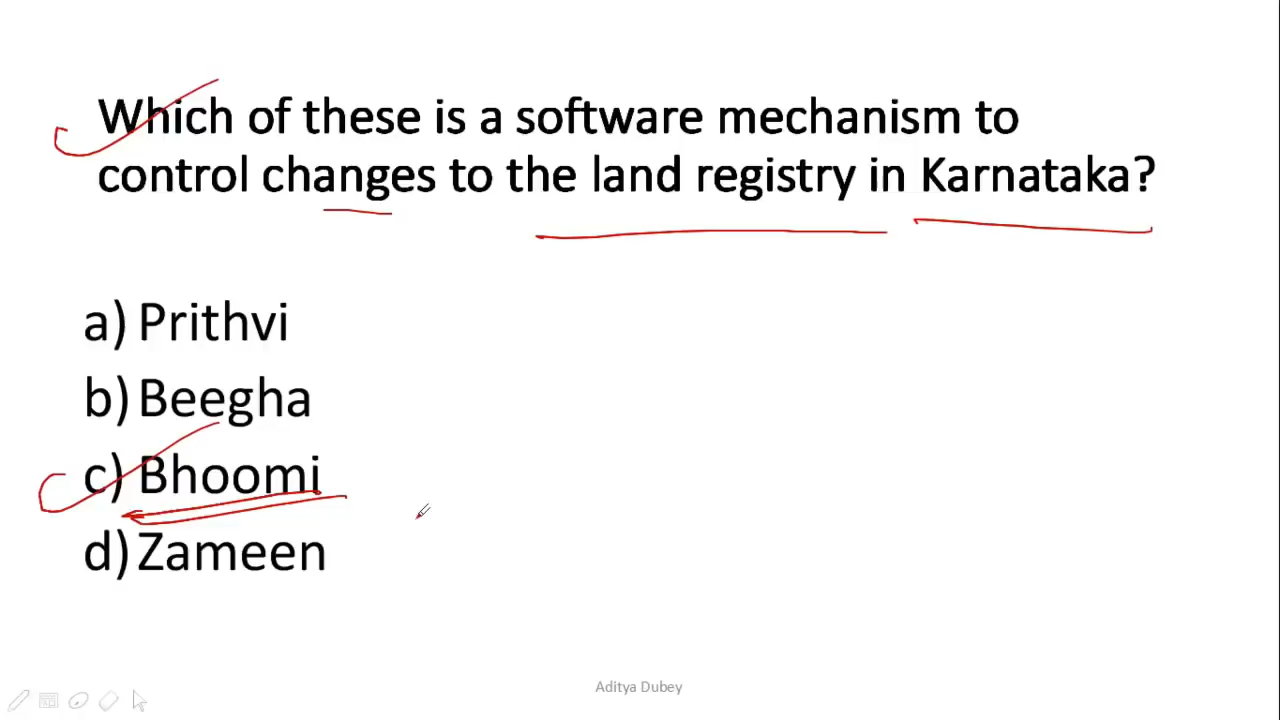 Which of these is a software mechanism to
control changes to the land registry in Karnataka?
a) Prithvi
b) Beegha
c) Bhoomi
d) Zameen
Aditya Dubey